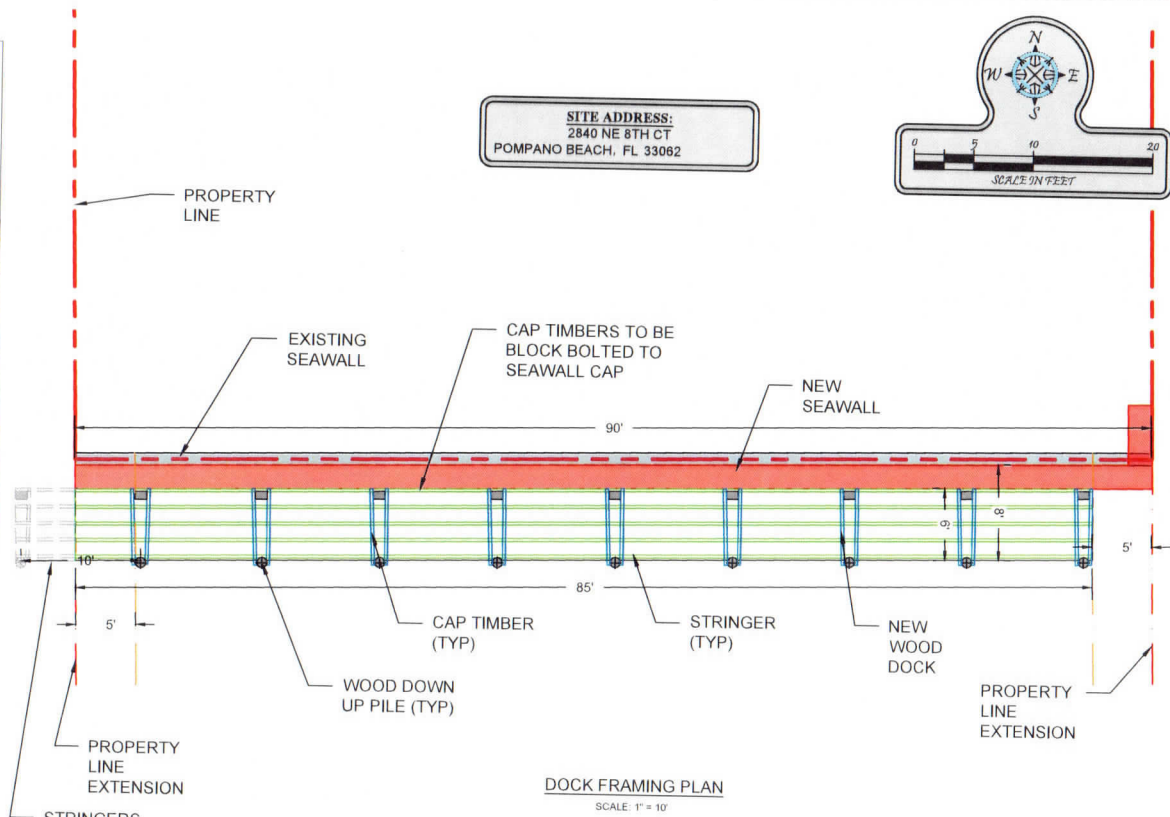 N
W E
S
0 5 10 20
SCALE IN FEET
SITE ADDRESS:
2840 NE 8TH CT
POMPANO BEACH, FL 33062
PROPERTY
LINE
EXISTING
SEAWALL
CAP TIMBERS TO BE
BLOCK BOLTED TO
SEAWALL CAP
NEW
SEAWALL
90'
6'
8'
5'
10'
85'
5'
CAP TIMBER
(TYP)
STRINGER
(TYP)
NEW
WOOD
DOCK
WOOD DOWN
UP PILE (TYP)
PROPERTY
LINE
EXTENSION
PROPERTY
LINE
EXTENSION
DOCK FRAMING PLAN
SCALE: 1" = 10'
STRINGERS